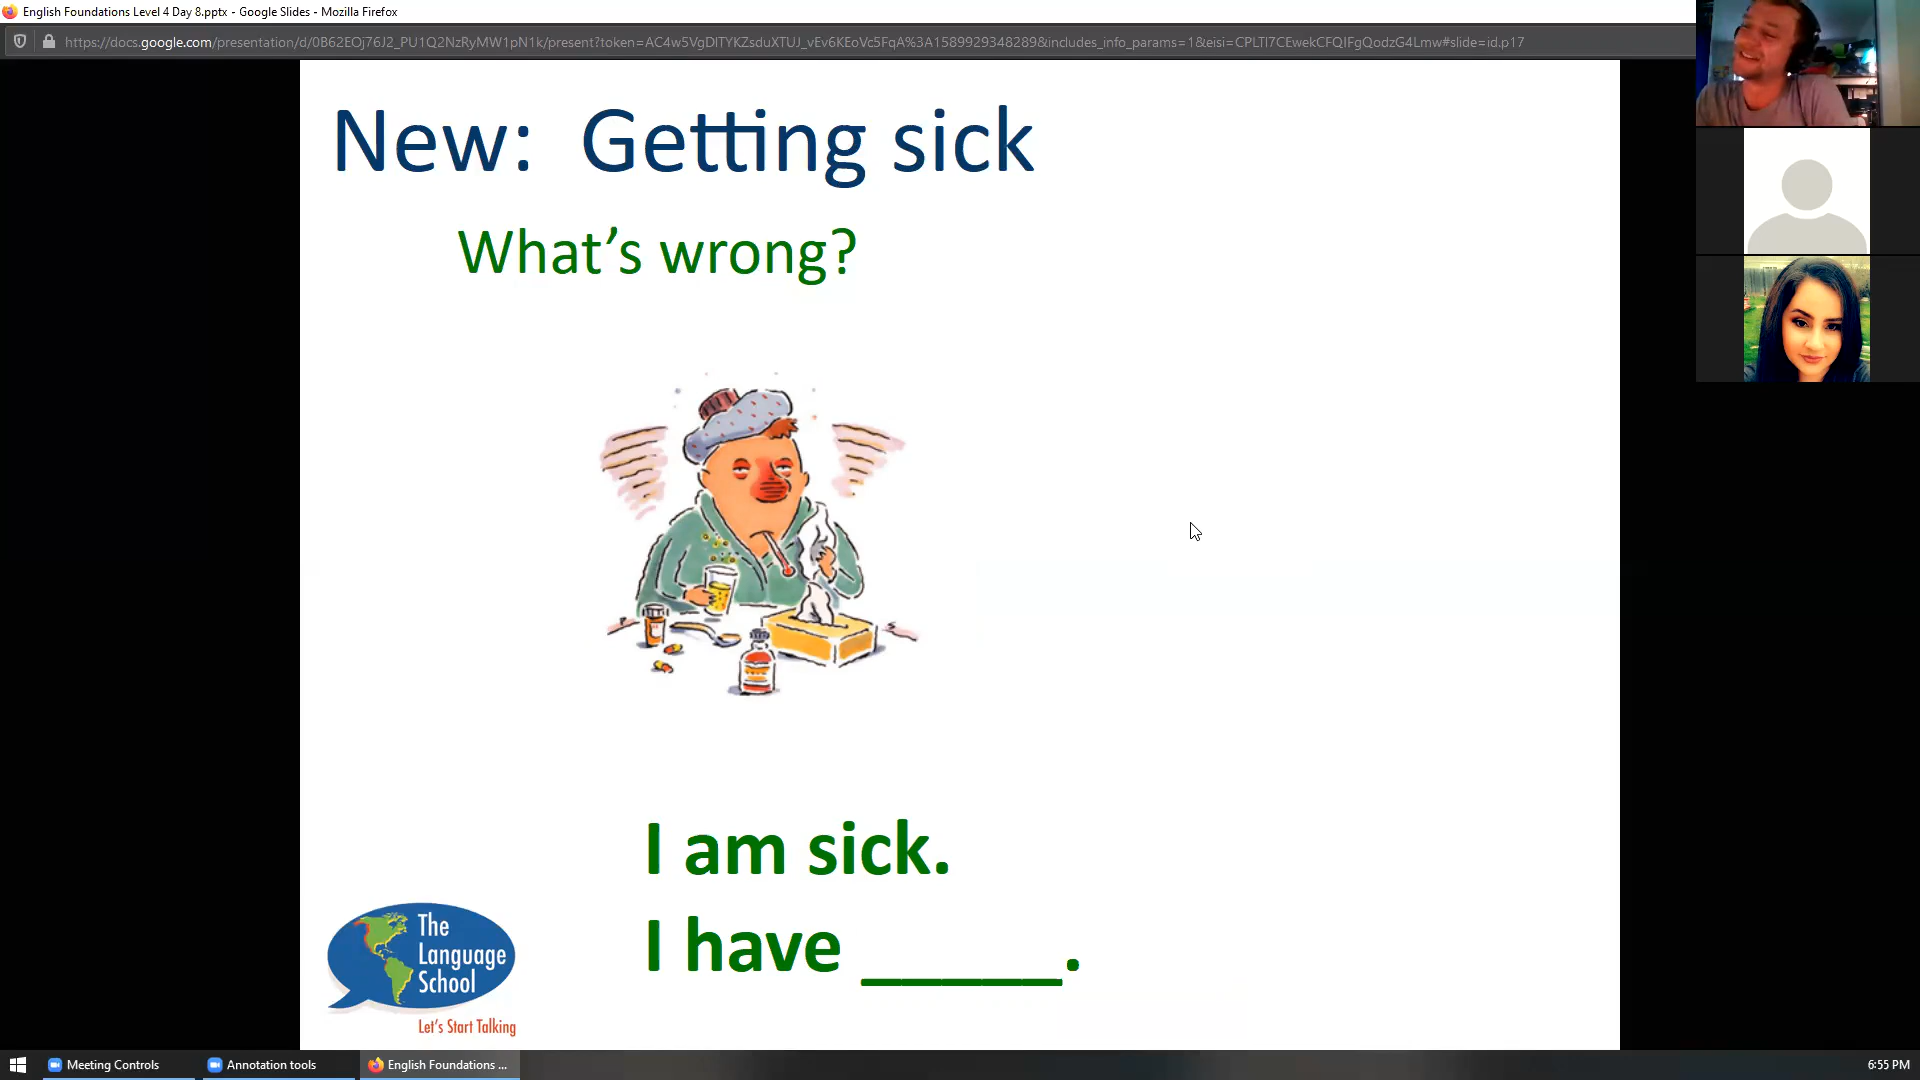 English Foundations Level 4 Day 8.pptx - Google Slides - Mozilla Firefox
https://docs.google.com/presentation/d/0B62EOj76J2_PU1Q2NzRyMW1pN1k/present?token=AC4w5VgDlTYKZsduXTUJ_vEv6KEoVc5FqA%3A1589929348289&includes_info_params=1&eisi=CPLTl7CEwekCFQIFgQodzG4Lmw#slide=id.p17
New: Getting sick
What’s wrong?
I am sick.
I have _____.
The
Language
School
Let’s Start Talking
Meeting Controls
Annotation tools
English Foundations ...
6:55 PM